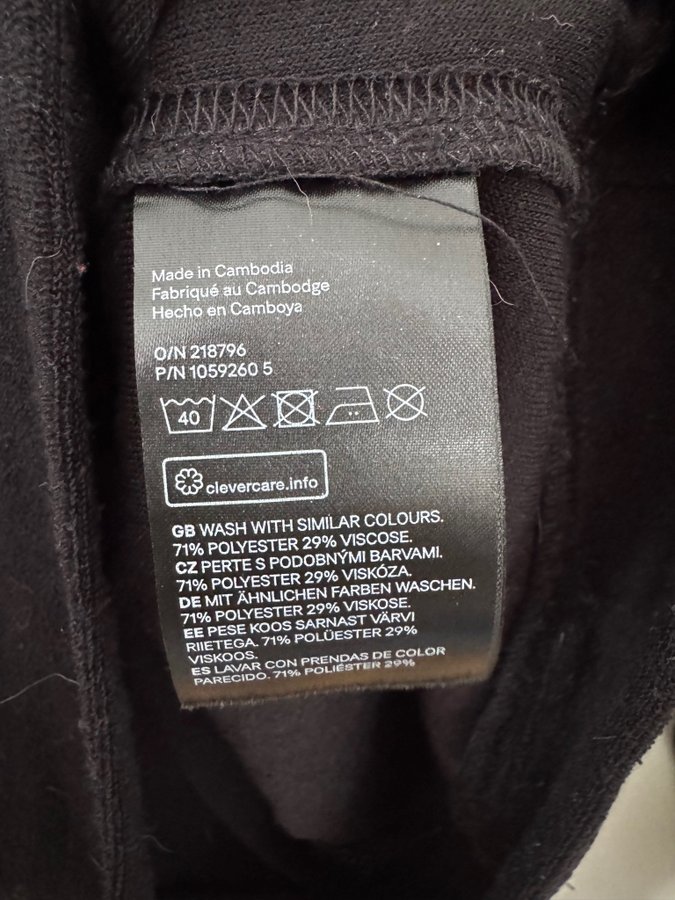 Made in Cambodia
Fabriqué au Cambodge
Hecho en Camboya
O/N 218796
P/N 1059260 5
40
clevercare.info
GB WASH WITH SIMILAR COLOURS.
71% POLYESTER 29% VISCOSE.
CZ PERTE S PODOBNÝMI BARVAMI.
71% POLYESTER 29% VISKÓZA.
DE MIT ÄHNLICHEN FARBEN WASCHEN.
71% POLYESTER 29% VISKOSE.
EE PESE KOOS SARNAST VÄRVI
RIIETEGA. 71% POLÜESTER 29%
VISKOOS.
ES LAVAR CON PRENDAS DE COLOR
PARECIDO. 71% POLIÉSTER 29%